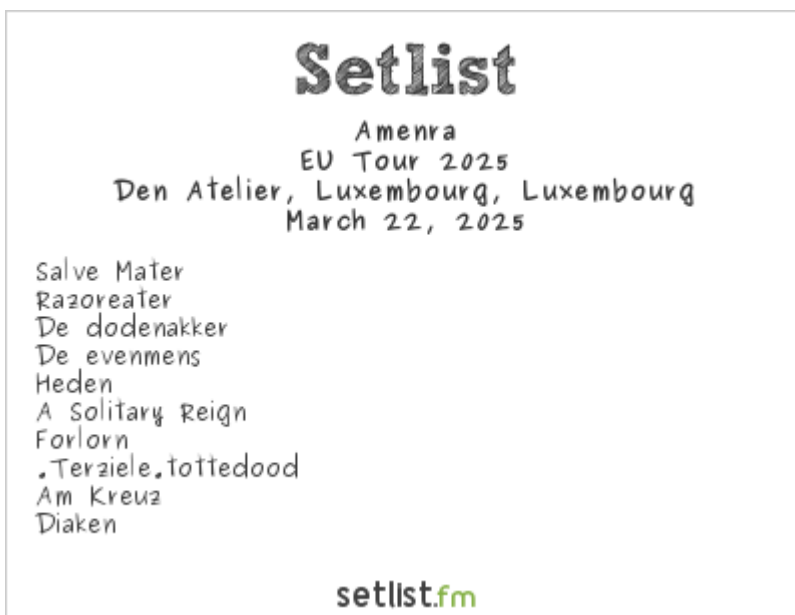 Setlist
Amenra
EU Tour 2025
Den Atelier, Luxembourg, Luxembourg
March 22, 2025
Salve Mater
Razoreater
De dodenakker
De evenmens
Heden
A Solitary Reign
Forlorn
.Terziele.tottedood
Am Kreuz
Diaken
setlist.fm